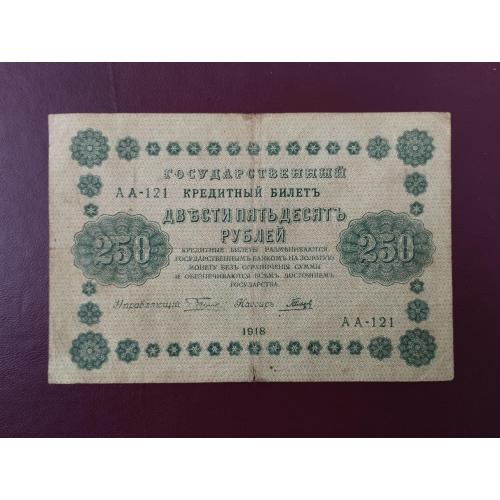 ГОСУДАРСТВЕННЫЙ
АА-121 КРЕДИТНЫЙ БИЛЕТЪ
ДВѢСТИ ПЯТЬДЕСЯТЪ
РУБЛЕЙ
250
250
КРЕДИТНЫЕ БИЛЕТЫ РАЗМѢНИВАЮТСЯ
ГОСУДАРСТВЕННЫМЪ БАНКОМЪ НА ЗОЛОТУЮ
МОНЕТУ БЕЗЪ ОГРАНИЧЕНІЯ СУММЫ
И ОБЕЗПЕЧИВАЮТСЯ ВСѢМЪ ДОСТОЯНІЕМЪ
ГОСУДАРСТВА.
Управляющій Кассиръ
1918
АА-121